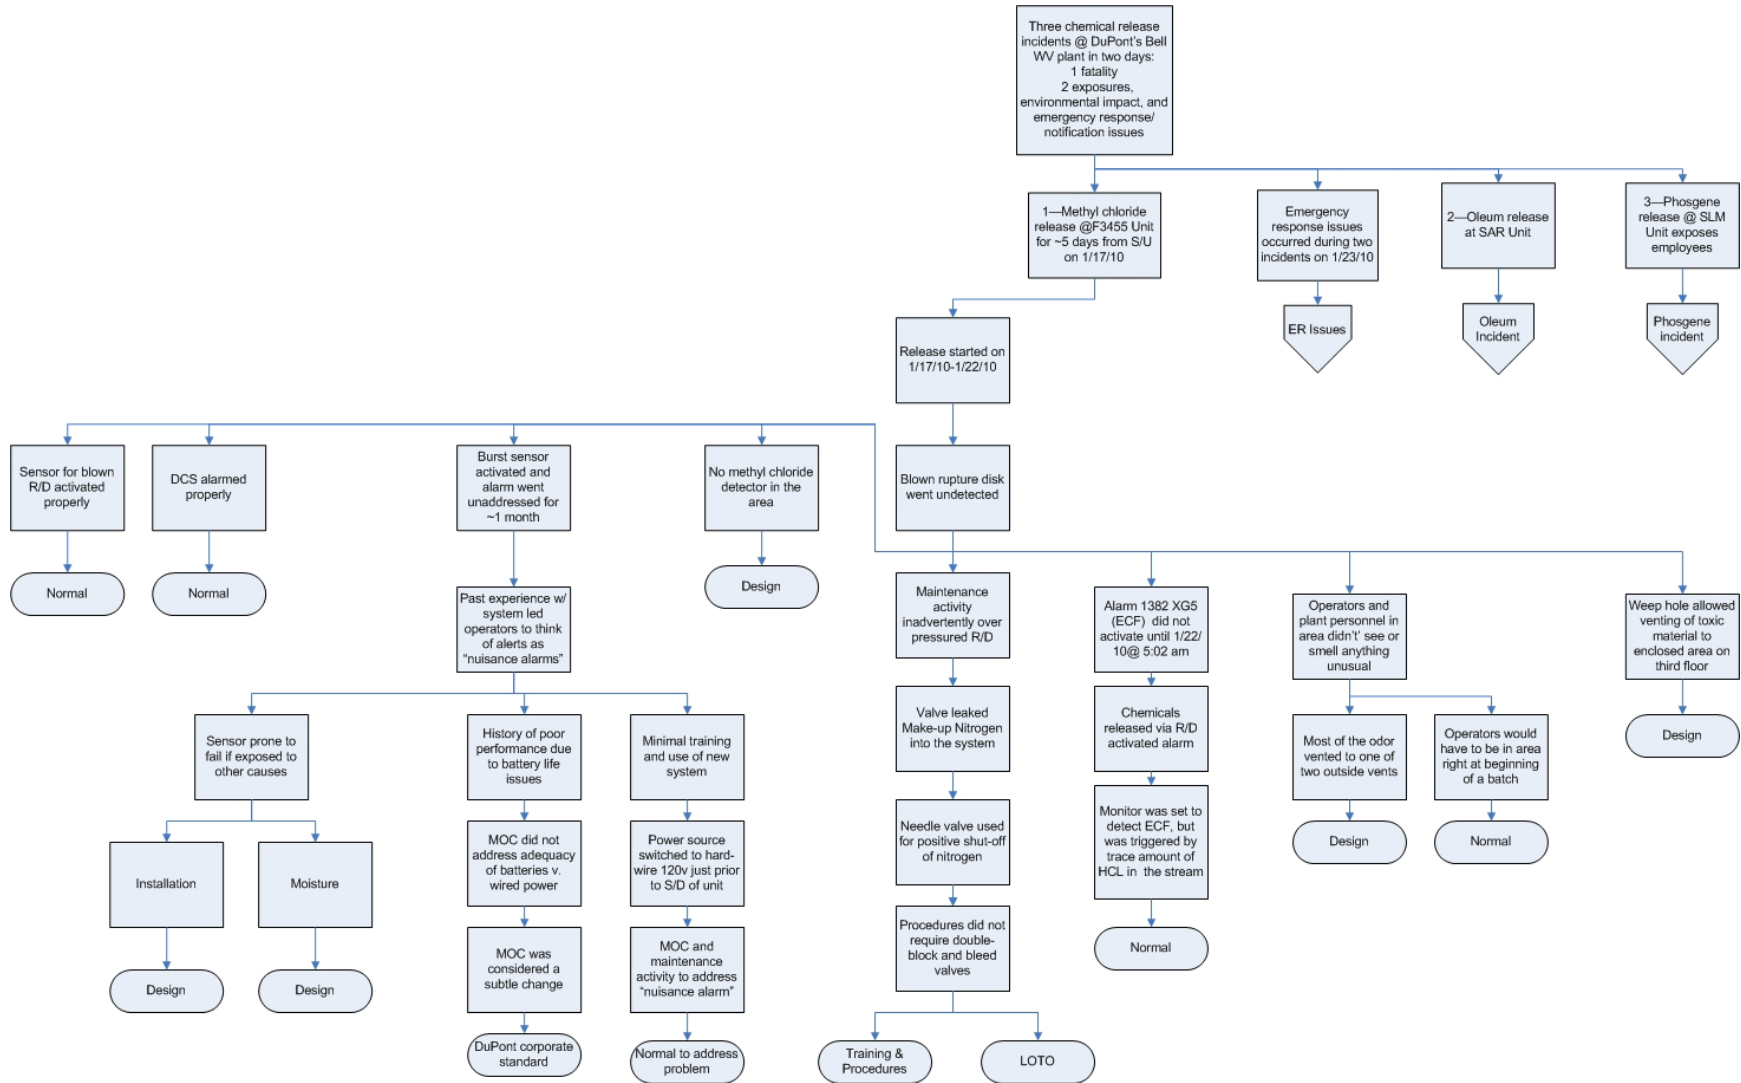 Three chemical release
incidents @ DuPont's Bell
WV plant in two days:
1 fatality
2 exposures,
environmental impact, and
emergency response/
notification issues
1—Methyl chloride
release @F3455 Unit
for ~5 days from S/U
on 1/17/10
Emergency
response issues
occurred during two
incidents on 1/23/10
2—Oleum release
at SAR Unit
3—Phosgene
release @ SLM
Unit exposes
employees
ER Issues
Oleum
Incident
Phosgene
incident
Release started on
1/17/10-1/22/10
Sensor for blown
R/D activated
properly
DCS alarmed
properly
Burst sensor
activated and
alarm went
unaddressed for
~1 month
No methyl chloride
detector in the
area
Blown rupture disk
went undetected
Normal
Normal
Design
Past experience w/
system led
operators to think
of alerts as
“nuisance alarms”
Maintenance
activity
inadvertently over
pressured R/D
Alarm 1382 XG5
(ECF) did not
activate until 1/22/
10@ 5:02 am
Operators and
plant personnel in
area didn't' see or
smell anything
unusual
Weep hole allowed
venting of toxic
material to
enclosed area on
third floor
Sensor prone to
fail if exposed to
other causes
History of poor
performance due
to battery life
issues
Minimal training
and use of new
system
Valve leaked
Make-up Nitrogen
into the system
Chemicals
released via R/D
activated alarm
Most of the odor
vented to one of
two outside vents
Operators would
have to be in area
right at beginning
of a batch
Design
Installation
Moisture
MOC did not
address adequacy
of batteries v.
wired power
Power source
switched to hard-
wire 120v just prior
to S/D of unit
Needle valve used
for positive shut-off
of nitrogen
Monitor was set to
detect ECF, but
was triggered by
trace amount of
HCL in the stream
Design
Normal
Design
Design
MOC was
considered a
subtle change
MOC and
maintenance
activity to address
“nuisance alarm”
Procedures did not
require double-
block and bleed
valves
Normal
DuPont corporate
standard
Normal to address
problem
Training &
Procedures
LOTO